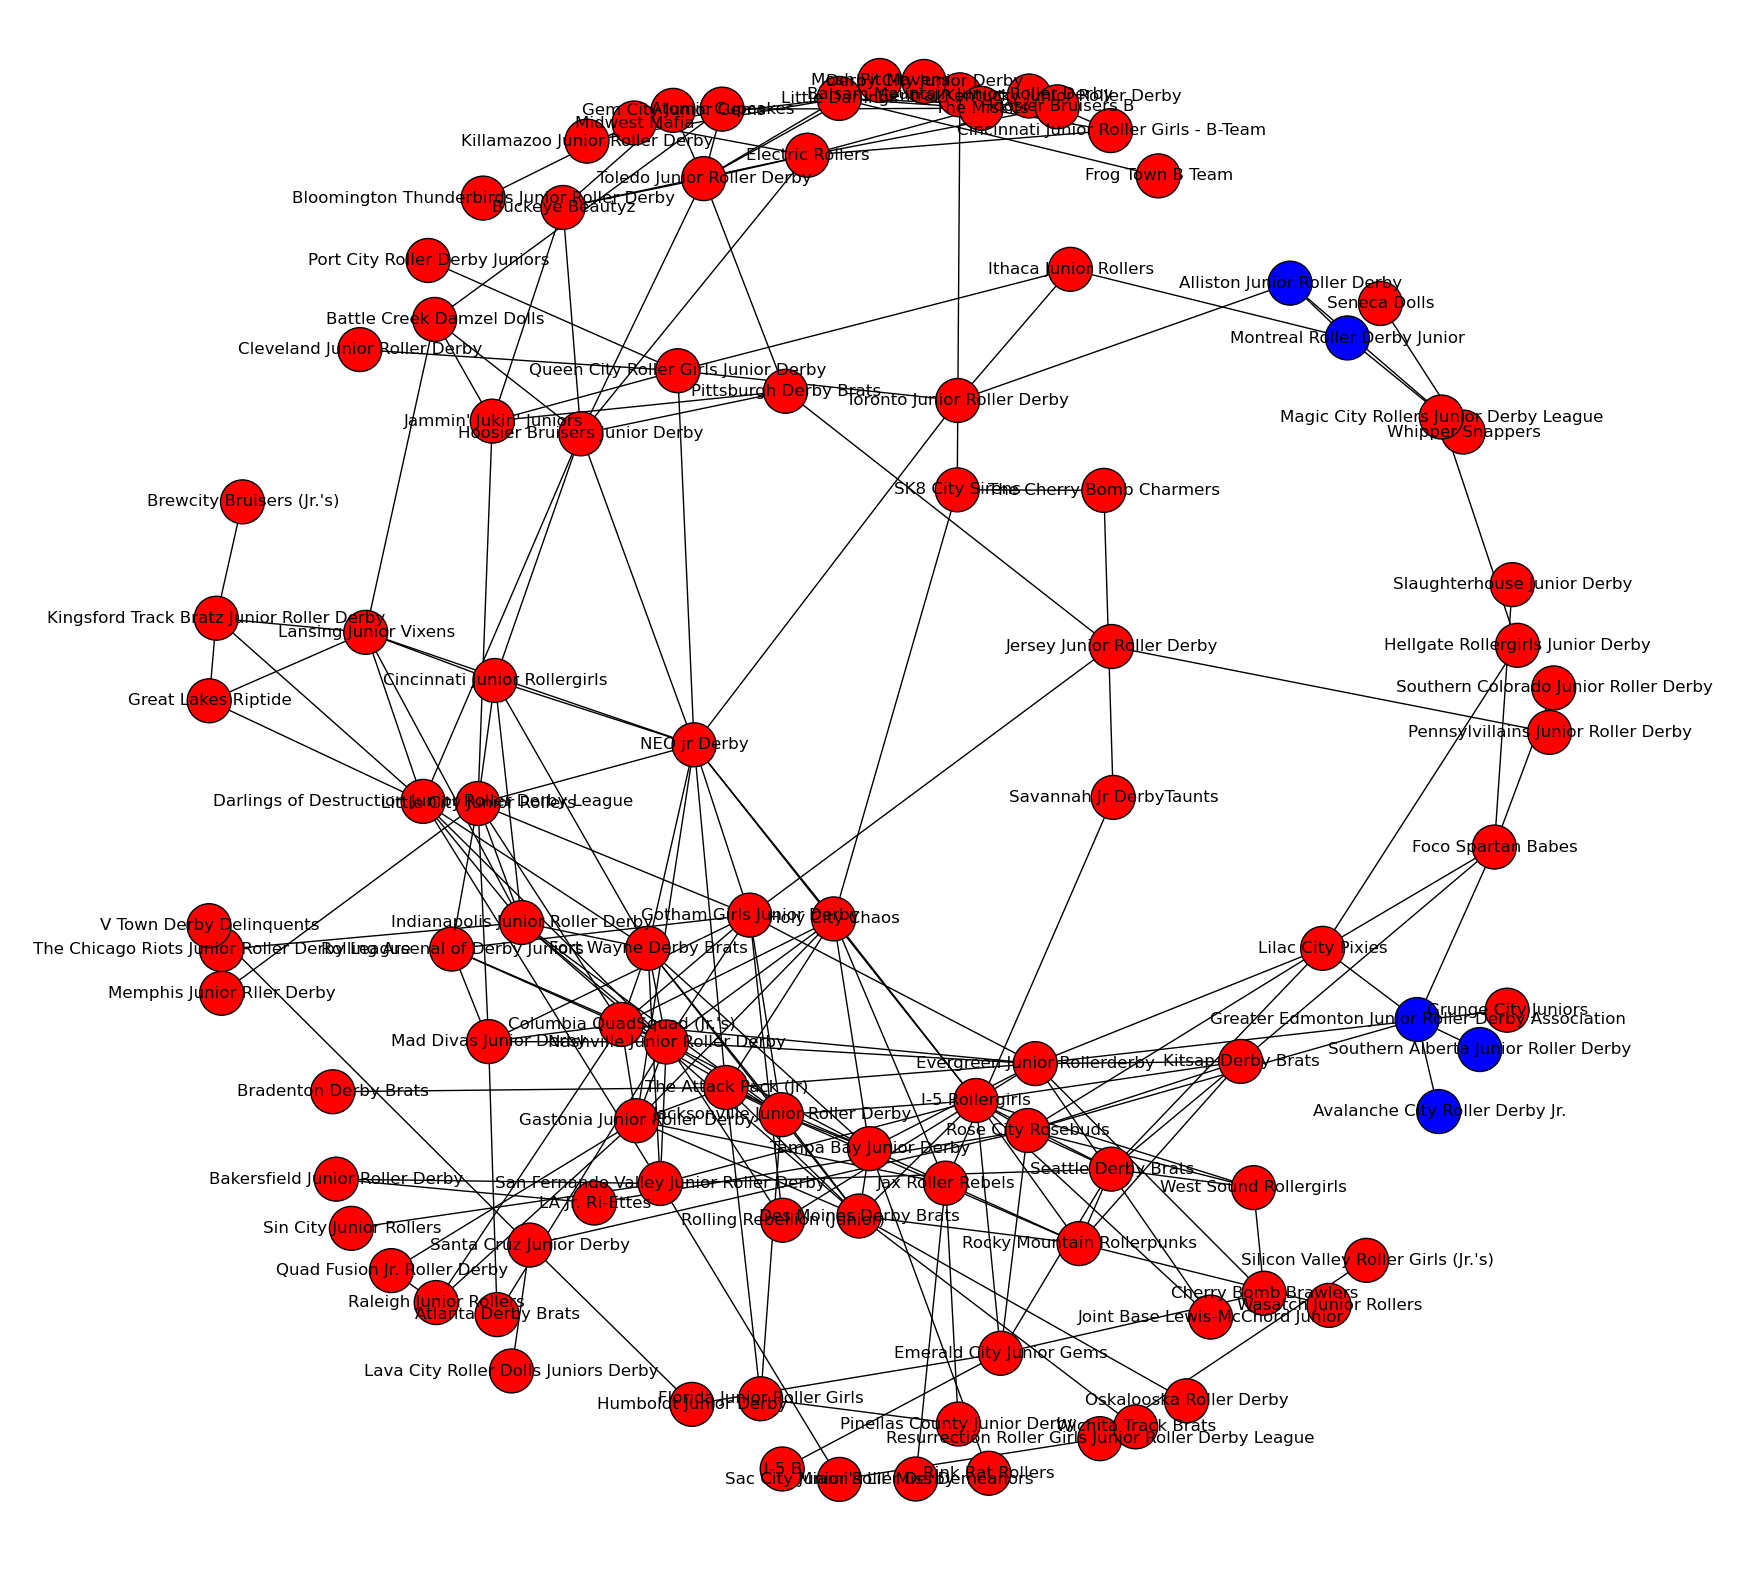 Derby City Junior Derby
Little Darlings
Hoosier Bruisers B
Gem City Junior Gems
Atomic Cupcakes
Midwest Mafia
Cincinnati Junior Roller Girls - B-Team
Killamazoo Junior Roller Derby
Electric Rollers
Frog Town B Team
Toledo Junior Roller Derby
Bloomington Thunderbirds Junior Roller Derby
Buckeye Beautyz
Port City Roller Derby Juniors
Ithaca Junior Rollers
Alliston Junior Roller Derby
Seneca Dolls
Battle Creek Damzel Dolls
Montreal Roller Derby Junior
Cleveland Junior Roller Derby
Queen City Roller Girls Junior Derby
Pittsburgh Derby Brats
Toronto Junior Roller Derby
Jammin' Jukin' Juniors
Magic City Rollers Junior Derby League
Hoosier Bruisers Junior Derby
Whipper Snappers
SK8 City Sirens
The Cherry Bomb Charmers
Brewcity Bruisers (Jr.'s)
Slaughterhouse Junior Derby
Kingsford Track Bratz Junior Roller Derby
Lansing Junior Vixens
Jersey Junior Roller Derby
Hellgate Rollergirls Junior Derby
Cincinnati Junior Rollergirls
Southern Colorado Junior Roller Derby
Great Lakes Riptide
Pennsylvillains Junior Roller Derby
NEO jr Derby
Savannah Jr DerbyTaunts
Darlings of Destruction Junior Roller Derby League
Little City Junior Rollers
Foco Spartan Babes
Gotham Girls Junior Derby
Holy City Chaos
V Town Derby Delinquents
Indianapolis Junior Roller Derby
The Chicago Riots Junior Roller Derby League
Rolling Arsenal of Derby Juniors
Fort Wayne Derby Brats
Lilac City Pixies
Memphis Junior Rller Derby
Grunge City Juniors
Greater Edmonton Junior Roller Derby Association
Columbia QuadSquad (Jr.'s)
Mad Divas Junior Derby
Nashville Junior Roller Derby
Southern Alberta Junior Roller Derby
Evergreen Junior Rollerderby
Kitsap Derby Brats
Bradenton Derby Brats
The Attack Pack (Jr)
I-5 Rollergirls
Avalanche City Roller Derby Jr.
Gastonia Junior Roller Derby
Jacksonville Junior Roller Derby
Rose City Rosebuds
Tampa Bay Junior Derby
Seattle Derby Brats
Bakersfield Junior Roller Derby
San Fernando Valley Junior Roller Derby
Jax Roller Rebels
West Sound Rollergirls
LA Jr. Ri-Ettes
Sin City Junior Rollers
Rolling Rebellion (Junior)
Des Moines Derby Brats
Santa Cruz Junior Derby
Rocky Mountain Rollerpunks
Silicon Valley Roller Girls (Jr.'s)
Quad Fusion Jr. Roller Derby
Cherry Bomb Brawlers
Raleigh Junior Rollers
Wasatch Junior Rollers
Atlanta Derby Brats
Joint Base Lewis-McChord Junior
Emerald City Junior Gems
Lava City Roller Dolls Juniors Derby
Florida Junior Roller Girls
Humboldt Junior Derby
Oskalooska Roller Derby
Pinellas County Junior Derby
Wichita Track Brats
Resurrection Roller Girls Junior Roller Derby League
I-5 B
Rink Rat Rollers
Sac City Junior Roller Derby